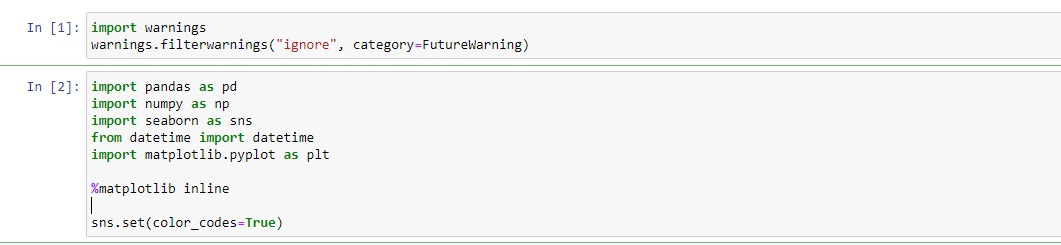 In [1]: import warnings
warnings.filterwarnings("ignore", category=FutureWarning)
In [2]: import pandas as pd
import numpy as np
import seaborn as sns
from datetime import datetime
import matplotlib.pyplot as plt
%matplotlib inline
sns.set(color_codes=True)